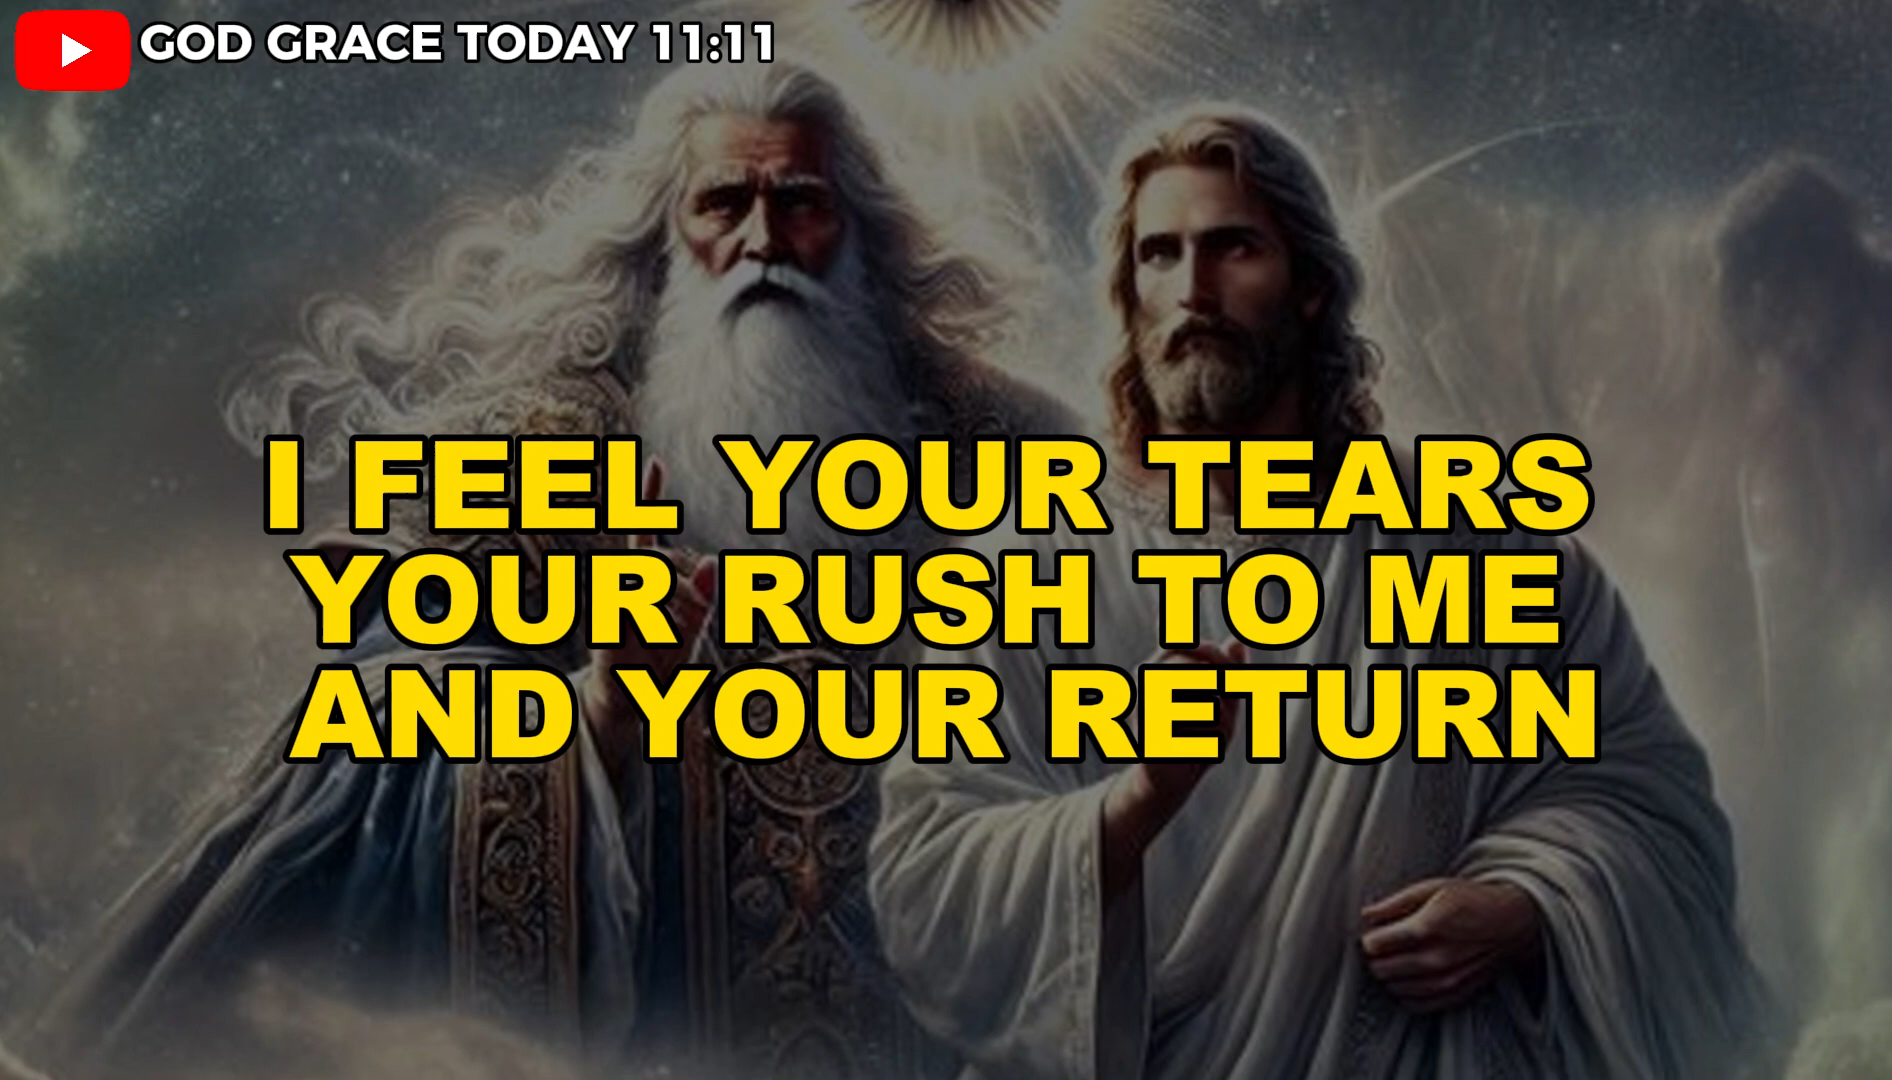 GOD GRACE TODAY 11:11
I FEEL YOUR TEARS
YOUR RUSH TO ME
AND YOUR RETURN